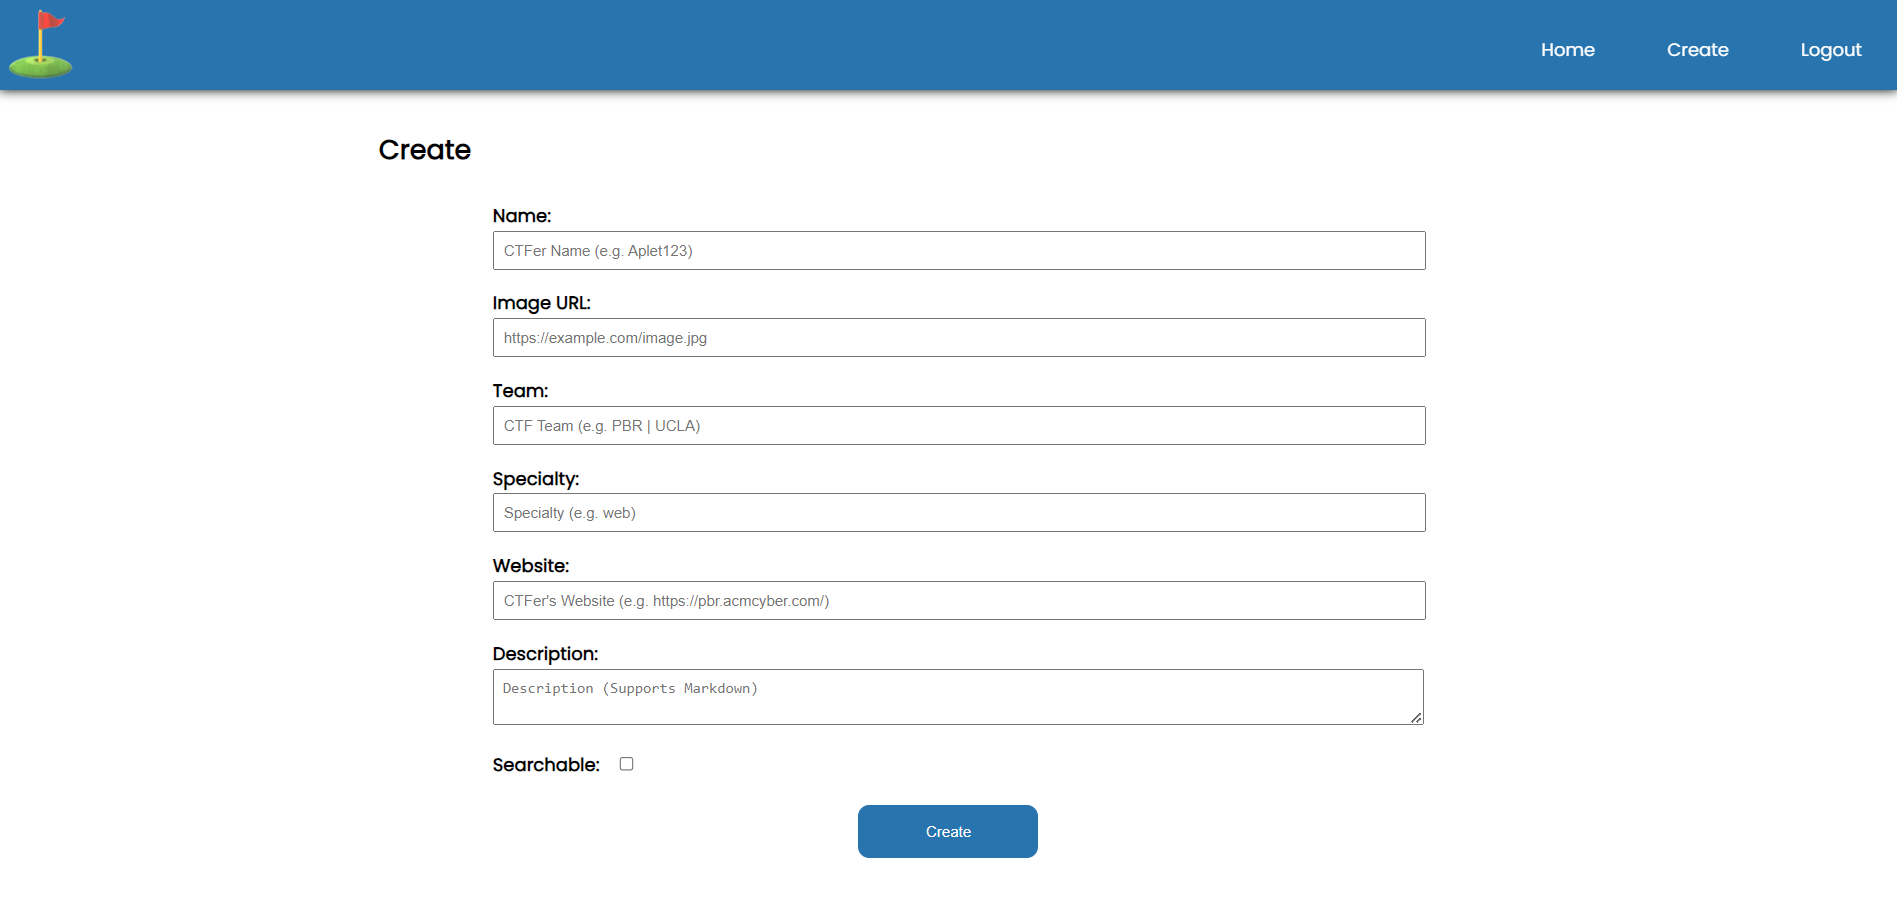 Home Create Logout
Create
Name:
CTFer Name (e.g. Aplet123)
Image URL:
https://example.com/image.jpg
Team:
CTF Team (e.g. PBR | UCLA)
Specialty:
Specialty (e.g. web)
Website:
CTFer's Website (e.g. https://pbr.acmcyber.com/)
Description:
Description (Supports Markdown)
Searchable:
Create